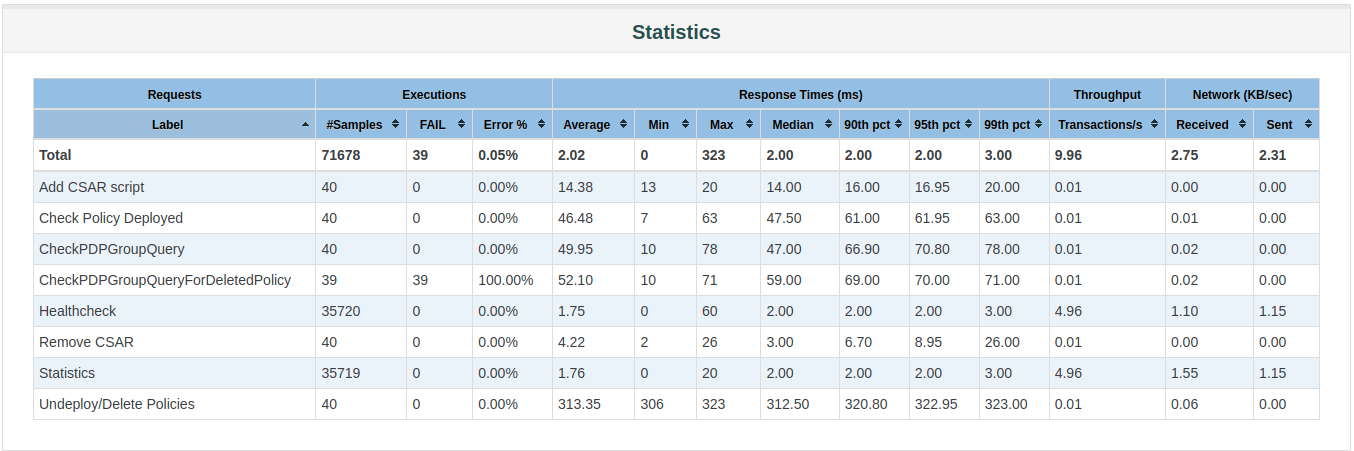 Statistics
Requests Executions Response Times (ms) Throughput Network (KB/sec)
Label #Samples FAIL Error % Average Min Max Median 90th pct 95th pct 99th pct Transactions/s Received Sent
Total 71678 39 0.05% 2.02 0 323 2.00 2.00 2.00 3.00 9.96 2.75 2.31
Add CSAR script 40 0 0.00% 14.38 13 20 14.00 16.00 16.95 20.00 0.01 0.00 0.00
Check Policy Deployed 40 0 0.00% 46.48 7 63 47.50 61.00 61.95 63.00 0.01 0.01 0.00
CheckPDPGroupQuery 40 0 0.00% 49.95 10 78 47.00 66.90 70.80 78.00 0.01 0.02 0.00
CheckPDPGroupQueryForDeletedPolicy 39 39 100.00% 52.10 10 71 59.00 69.00 70.00 71.00 0.01 0.02 0.00
Healthcheck 35720 0 0.00% 1.75 0 60 2.00 2.00 2.00 3.00 4.96 1.10 1.15
Remove CSAR 40 0 0.00% 4.22 2 26 3.00 6.70 8.95 26.00 0.01 0.00 0.00
Statistics 35719 0 0.00% 1.76 0 20 2.00 2.00 2.00 3.00 4.96 1.55 1.15
Undeploy/Delete Policies 40 0 0.00% 313.35 306 323 312.50 320.80 322.95 323.00 0.01 0.06 0.00